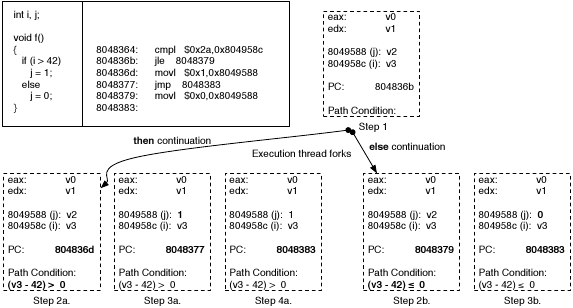 int i, j;
void f()
{
if (i > 42)
j = 1;
else
j = 0;
}
8048364: cmpl $0x2a,0x804958c
804836b: jle 8048379
804836d: movl $0x1,0x8049588
8048377: jmp 8048383
8048379: movl $0x0,0x8049588
8048383:
eax: v0
edx: v1
8049588 (j): v2
804958c (i): v3
PC: 804836b
Path Condition:
Step 1
then continuation
Execution thread forks
else continuation
eax: v0
edx: v1
8049588 (j): v2
804958c (i): v3
PC: 804836d
Path Condition:
(v3 - 42) > 0
Step 2a.
eax: v0
edx: v1
8049588 (j): 1
804958c (i): v3
PC: 8048377
Path Condition:
(v3 - 42) > 0
Step 3a.
eax: v0
edx: v1
8049588 (j): 1
804958c (i): v3
PC: 8048383
Path Condition:
(v3 - 42) > 0
Step 4a.
eax: v0
edx: v1
8049588 (j): v2
804958c (i): v3
PC: 8048379
Path Condition:
(v3 - 42) ≤ 0
Step 2b.
eax: v0
edx: v1
8049588 (j): 0
804958c (i): v3
PC: 8048383
Path Condition:
(v3 - 42) ≤ 0
Step 3b.